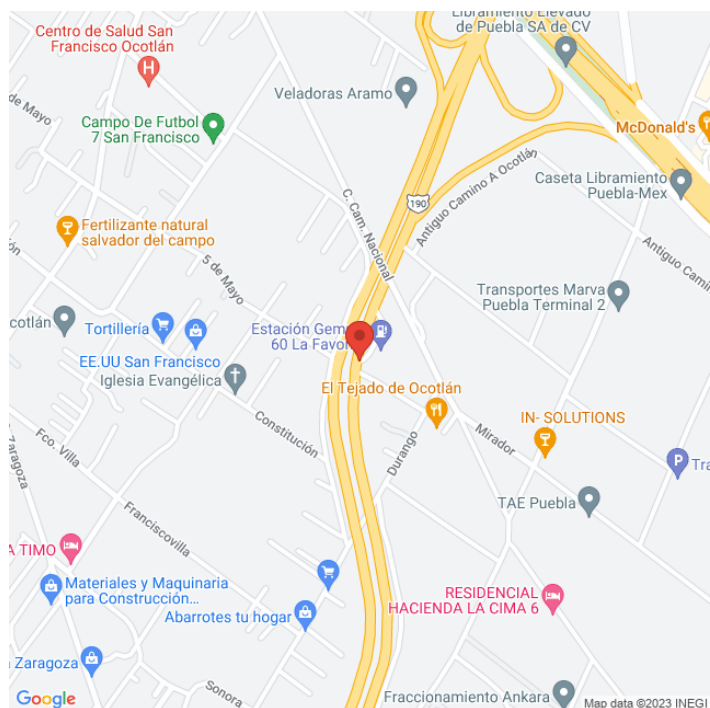 Libramiento Elevado
de Puebla SA de CV
Centro de Salud San
Francisco Ocotlán
H
Veladoras Aramo
de Mayo
Campo De Futbol
7 San Francisco
McDonald's
C. Cam. Nacional
190
Antiguo Camino A Ocotlán
Caseta Libramiento
Puebla-Mex
Fertilizante natural
salvador del campo
5 de Mayo
Antiguo Camin
Transportes Marva
Puebla Terminal 2
ón
cotlán
Tortillería
Estación Gem
60 La Favor
EE.UU San Francisco
Iglesia Evangélica
El Tejado de Ocotlán
IN- SOLUTIONS
Constitución
Durango
Mirador
Zaragoza
Fco. Villa
P
Tra
TAE Puebla
Franciscovilla
A TIMO
Materiales y Maquinaria
para Construcción...
Abarrotes tu hogar
RESIDENCIAL
HACIENDA LA CIMA 6
a Zaragoza
Sonora
Fraccionamiento Ankara
Google
Map data ©2023 INEGI